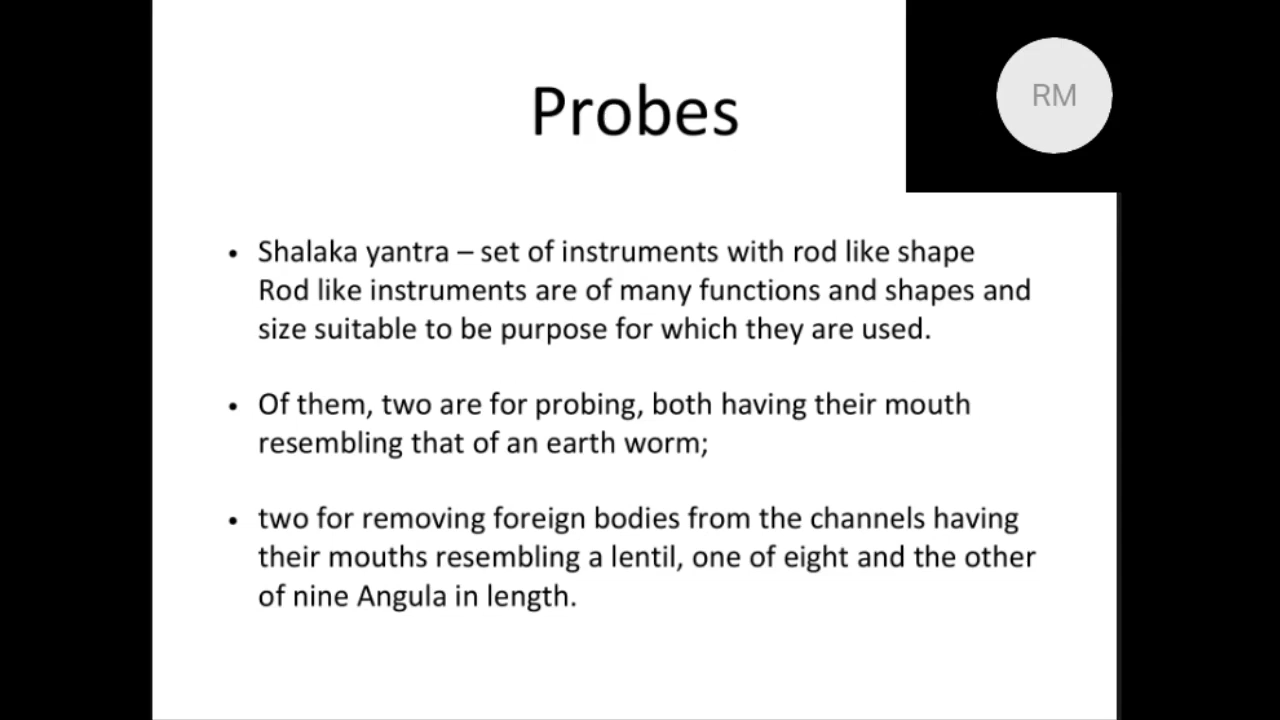 Probes
RM
• Shalaka yantra – set of instruments with rod like shape
Rod like instruments are of many functions and shapes and
size suitable to be purpose for which they are used.
• Of them, two are for probing, both having their mouth
resembling that of an earth worm;
• two for removing foreign bodies from the channels having
their mouths resembling a lentil, one of eight and the other
of nine Angula in length.